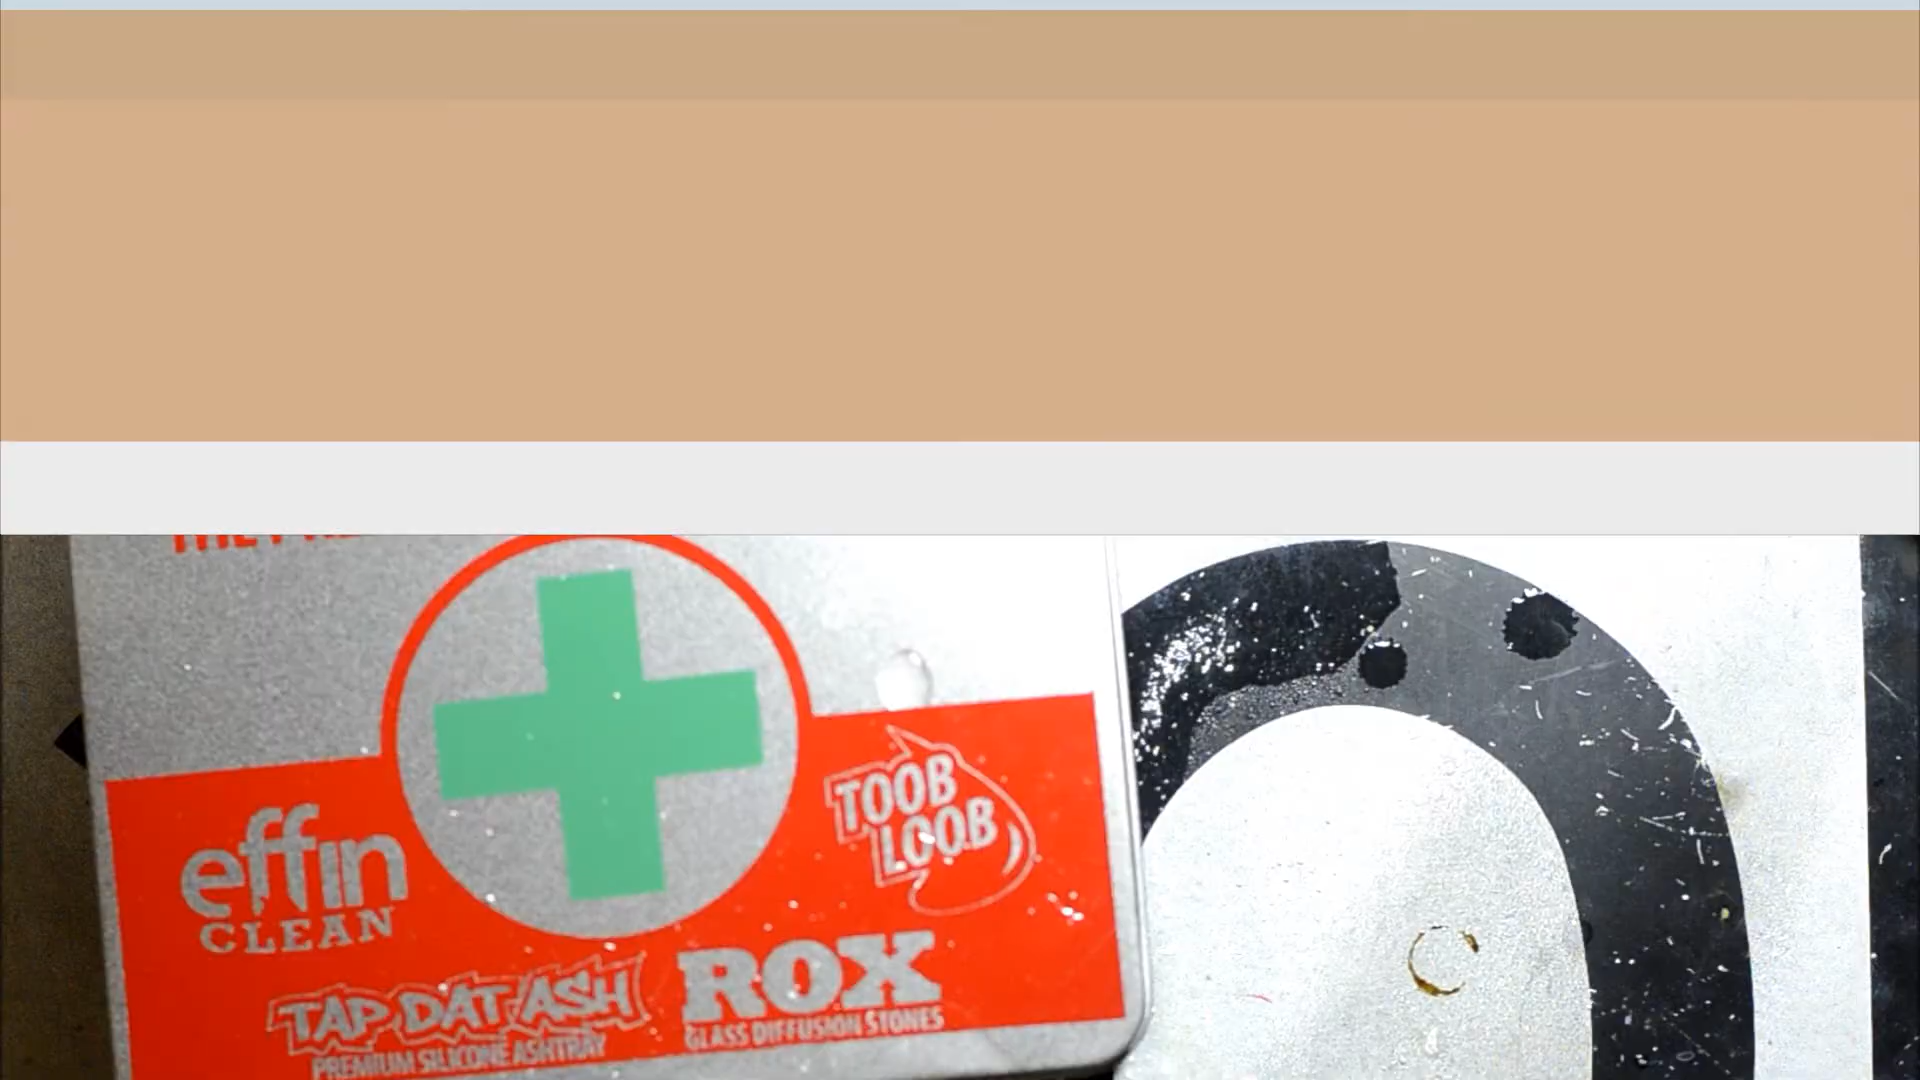 effin
CLEAN
TOOB
LOOB
TAP DAT ASH
PREMIUM SILICONE ASHTRAY
ROX
GLASS DIFFUSION STONES